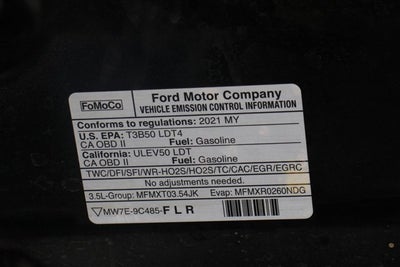 FoMoCo
Ford Motor Company
VEHICLE EMISSION CONTROL INFORMATION
Conforms to regulations: 2021 MY
U.S. EPA: T3B50 LDT4
CA OBD II Fuel: Gasoline
California: ULEV50 LDT
CA OBD II Fuel: Gasoline
TWC/DFI/SFI/WR-HO2S/HO2S/TC/CAC/EGR/EGRC
No adjustments needed.
3.5L-Group: MFMXT03.54JK Evap: MFMXR0260NDG
MW7E-9C485-FLR